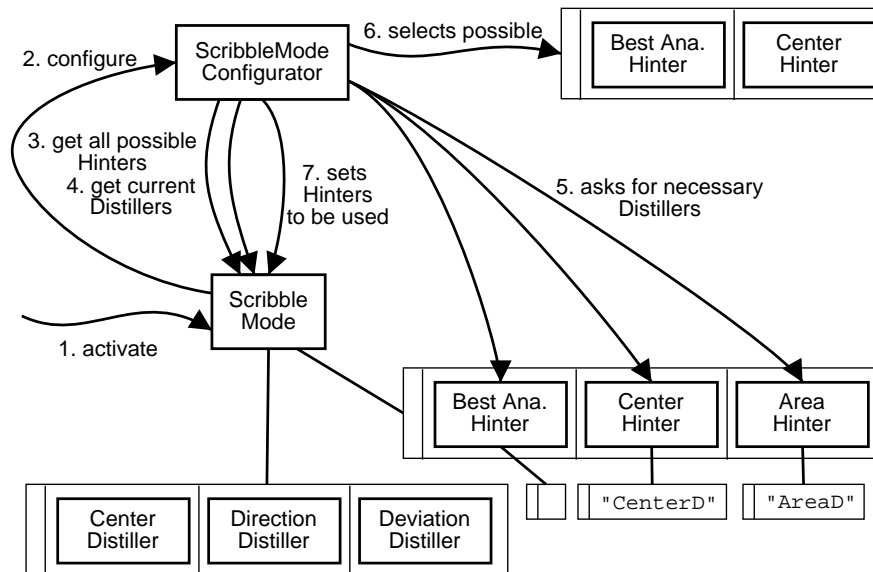 6. selects possible
2. configure
ScribbleMode
Configurator
Best Ana.
Hinter
Center
Hinter
3. get all possible
Hinters
4. get current
Distillers
7. sets
Hinters
to be used
5. asks for necessary
Distillers
Scribble
Mode
1. activate
Best Ana.
Hinter
Center
Hinter
Area
Hinter
"CenterD"
"AreaD"
Center
Distiller
Direction
Distiller
Deviation
Distiller